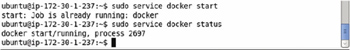 ubuntu@ip-172-30-1-237:~$ sudo service docker start
start: Job is already running: docker
ubuntu@ip-172-30-1-237:~$ sudo service docker status
docker start/running, process 2697
ubuntu@ip-172-30-1-237:~$